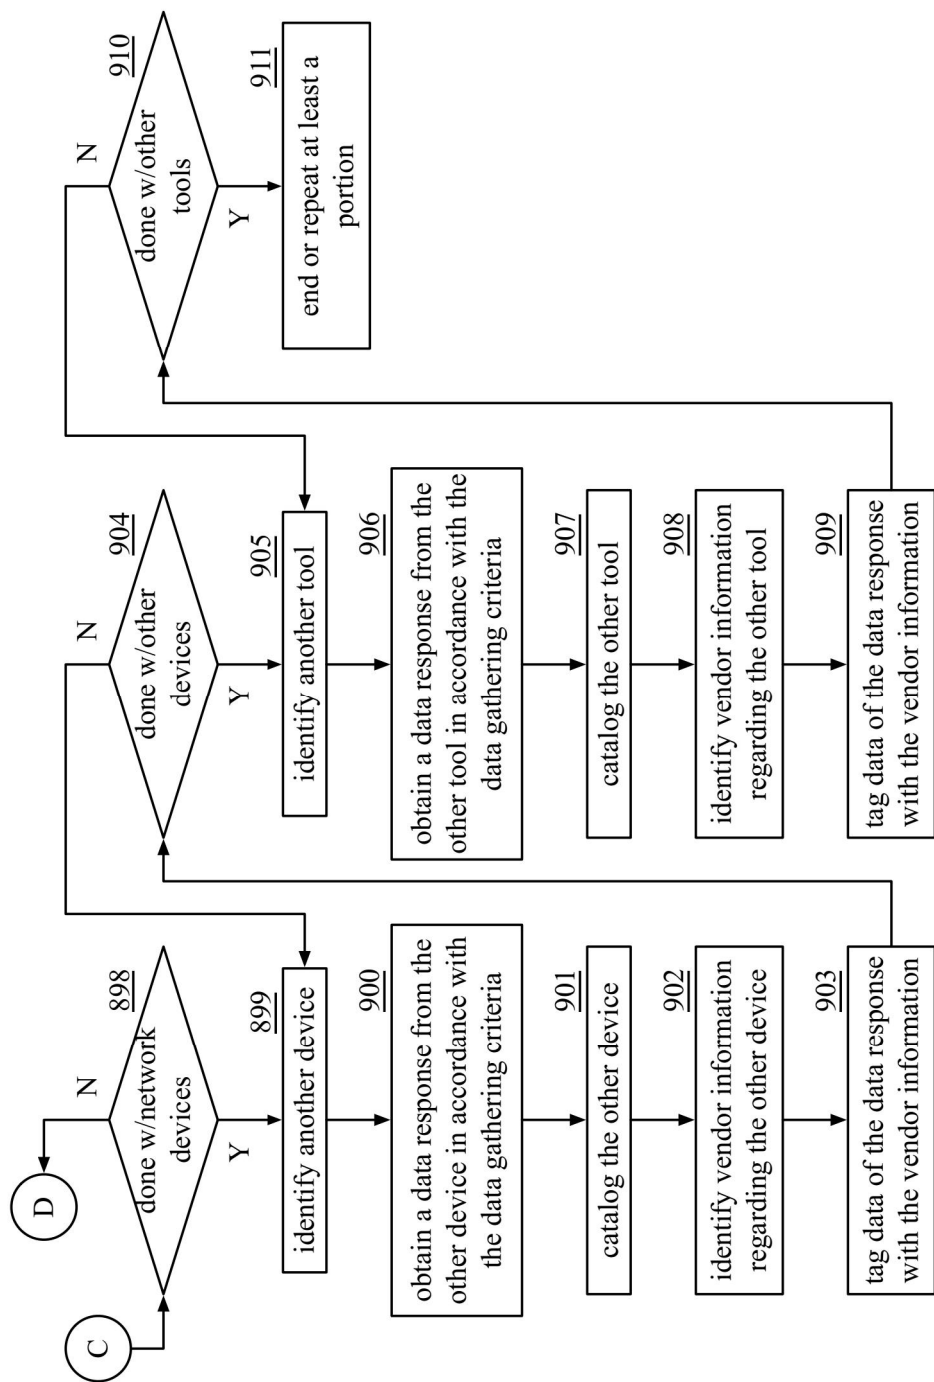 C
D
N
898
done w/network
devices
Y
899
identify another device
900
obtain a data response from the
other device in accordance with
the data gathering criteria
901
catalog the other device
902
identify vendor information
regarding the other device
903
tag data of the data response
with the vendor information
N
904
done w/other
devices
Y
905
identify another tool
906
obtain a data response from the
other tool in accordance with the
data gathering criteria
907
catalog the other tool
908
identify vendor information
regarding the other tool
909
tag data of the data response
with the vendor information
N
910
done w/other
tools
Y
911
end or repeat at least a
portion